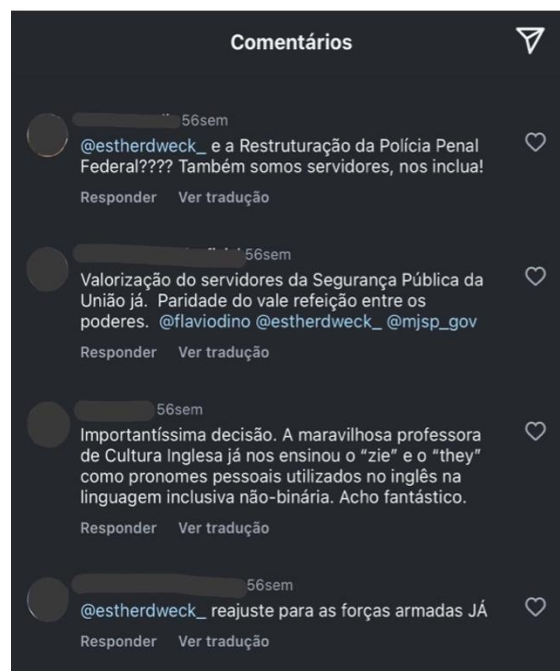 Comentários
56sem
@estherdweck_ e a Restruturação da Polícia Penal
Federal???? Também somos servidores, nos inclua!
Responder Ver tradução
56sem
Valorização do servidores da Segurança Pública da
União já. Paridade do vale refeição entre os
poderes. @flaviodino @estherdweck_ @mjsp_gov
Responder Ver tradução
56sem
Importantíssima decisão. A maravilhosa professora
de Cultura Inglesa já nos ensinou o “zie” e o “they”
como pronomes pessoais utilizados no inglês na
linguagem inclusiva não-binária. Acho fantástico.
Responder Ver tradução
56sem
@estherdweck_ reajuste para as forças armadas JÁ
Responder Ver tradução